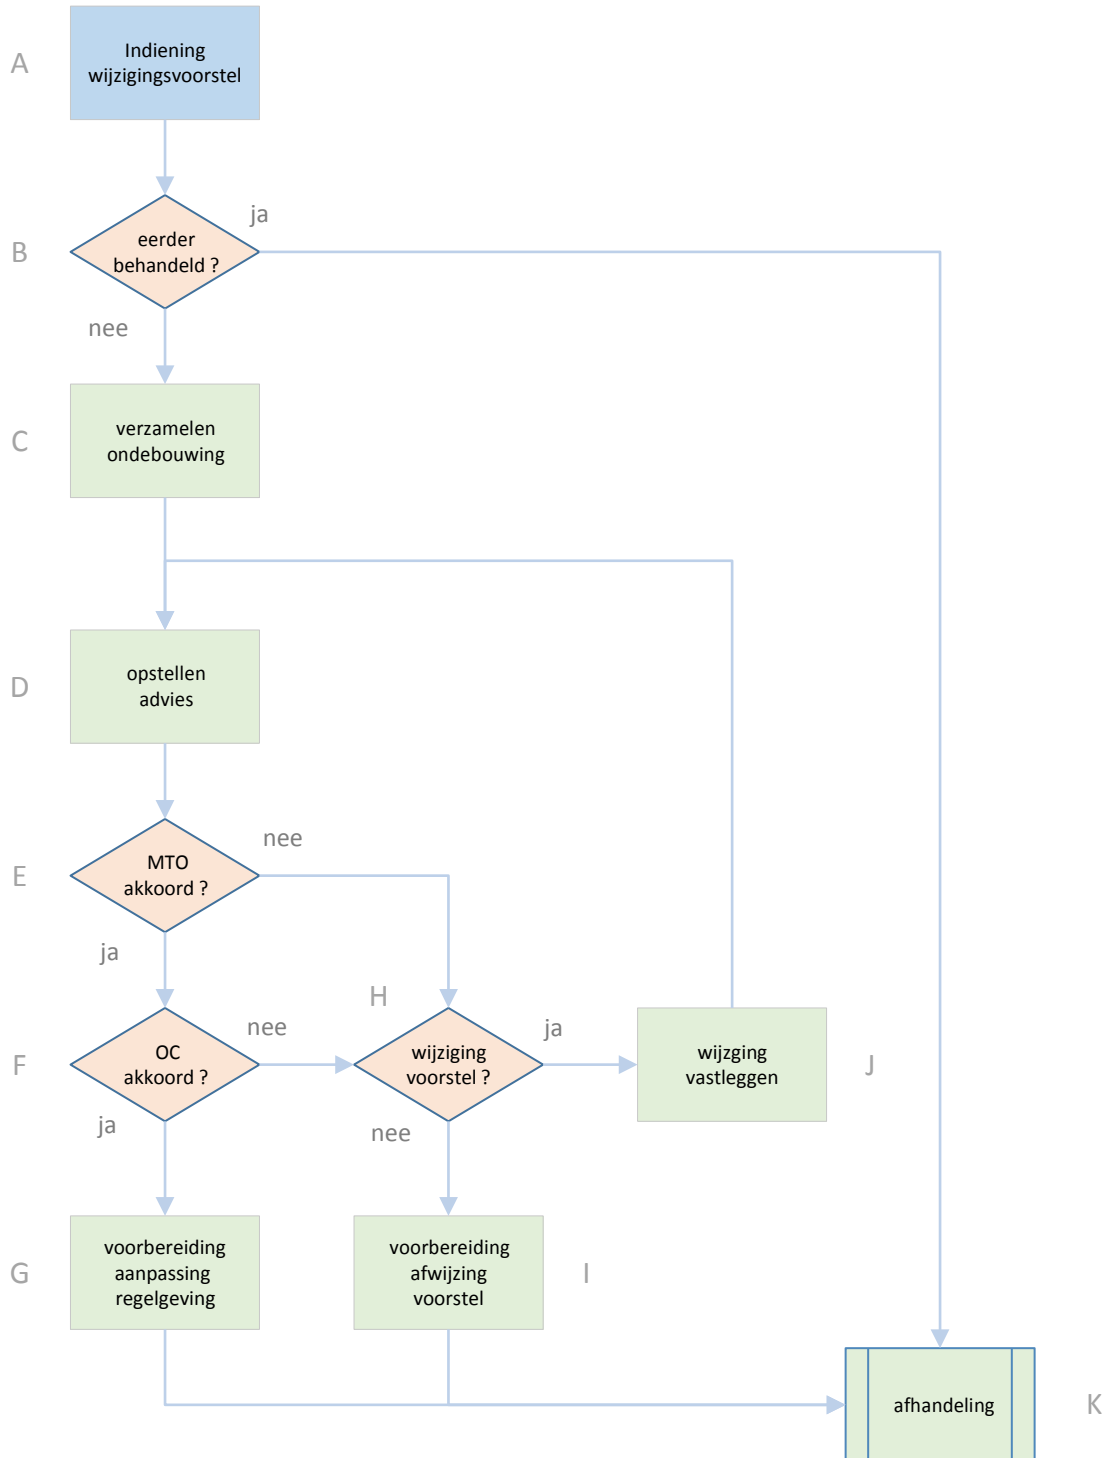 A
Indiening
wijzigingsvoorstel
ja
B
eerder
behandeld ?
nee
C
verzamelen
ondebouwing
D
opstellen
advies
nee
E
MTO
akkoord ?
ja
H
nee
ja
F
OC
akkoord ?
wijziging
voorstel ?
wijzging
vastleggen
J
ja
nee
G
voorbereiding
aanpassing
regelgeving
voorbereiding
afwijzing
voorstel
I
afhandeling
K